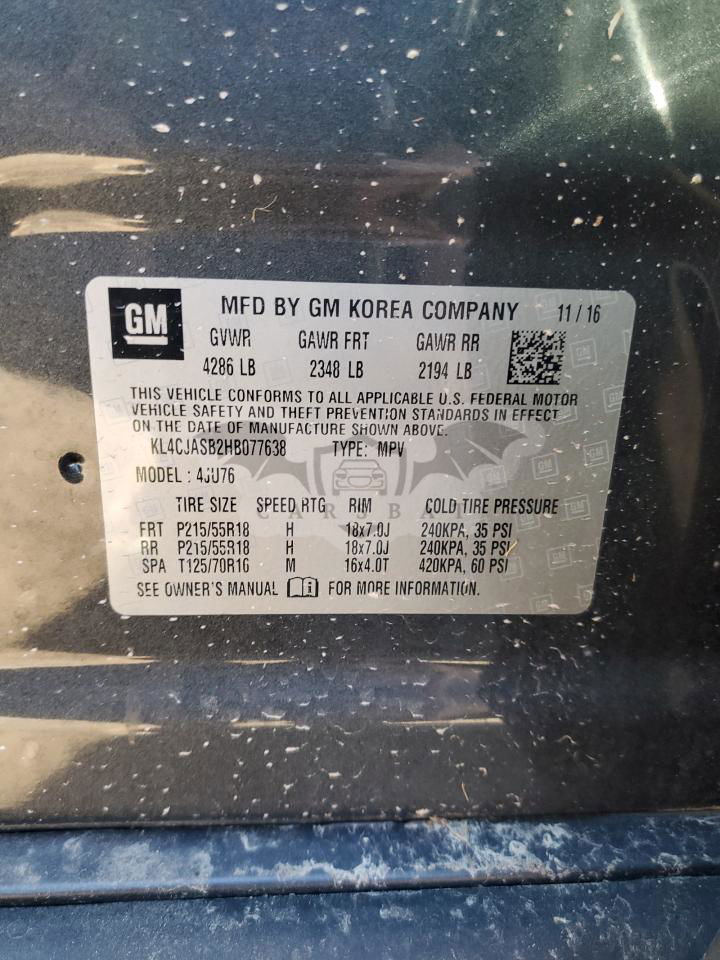 GM MFD BY GM KOREA COMPANY 11 / 16
GVWR GAWR FRT GAWR RR
4286 LB 2348 LB 2194 LB
THIS VEHICLE CONFORMS TO ALL APPLICABLE U.S. FEDERAL MOTOR
VEHICLE SAFETY AND THEFT PREVENTION STANDARDS IN EFFECT
ON THE DATE OF MANUFACTURE SHOWN ABOVE.
KL4CJASB2HB077638 TYPE: MPV
MODEL : 4JU76
TIRE SIZE SPEED RTG RIM COLD TIRE PRESSURE
CARSBAT
FRT P215/55R18 H 18x7.0J 240KPA, 35 PSI
RR P215/55R18 H 18x7.0J 240KPA, 35 PSI
SPA T125/70R16 M 16x4.0T 420KPA, 60 PSI
SEE OWNER'S MANUAL FOR MORE INFORMATION.